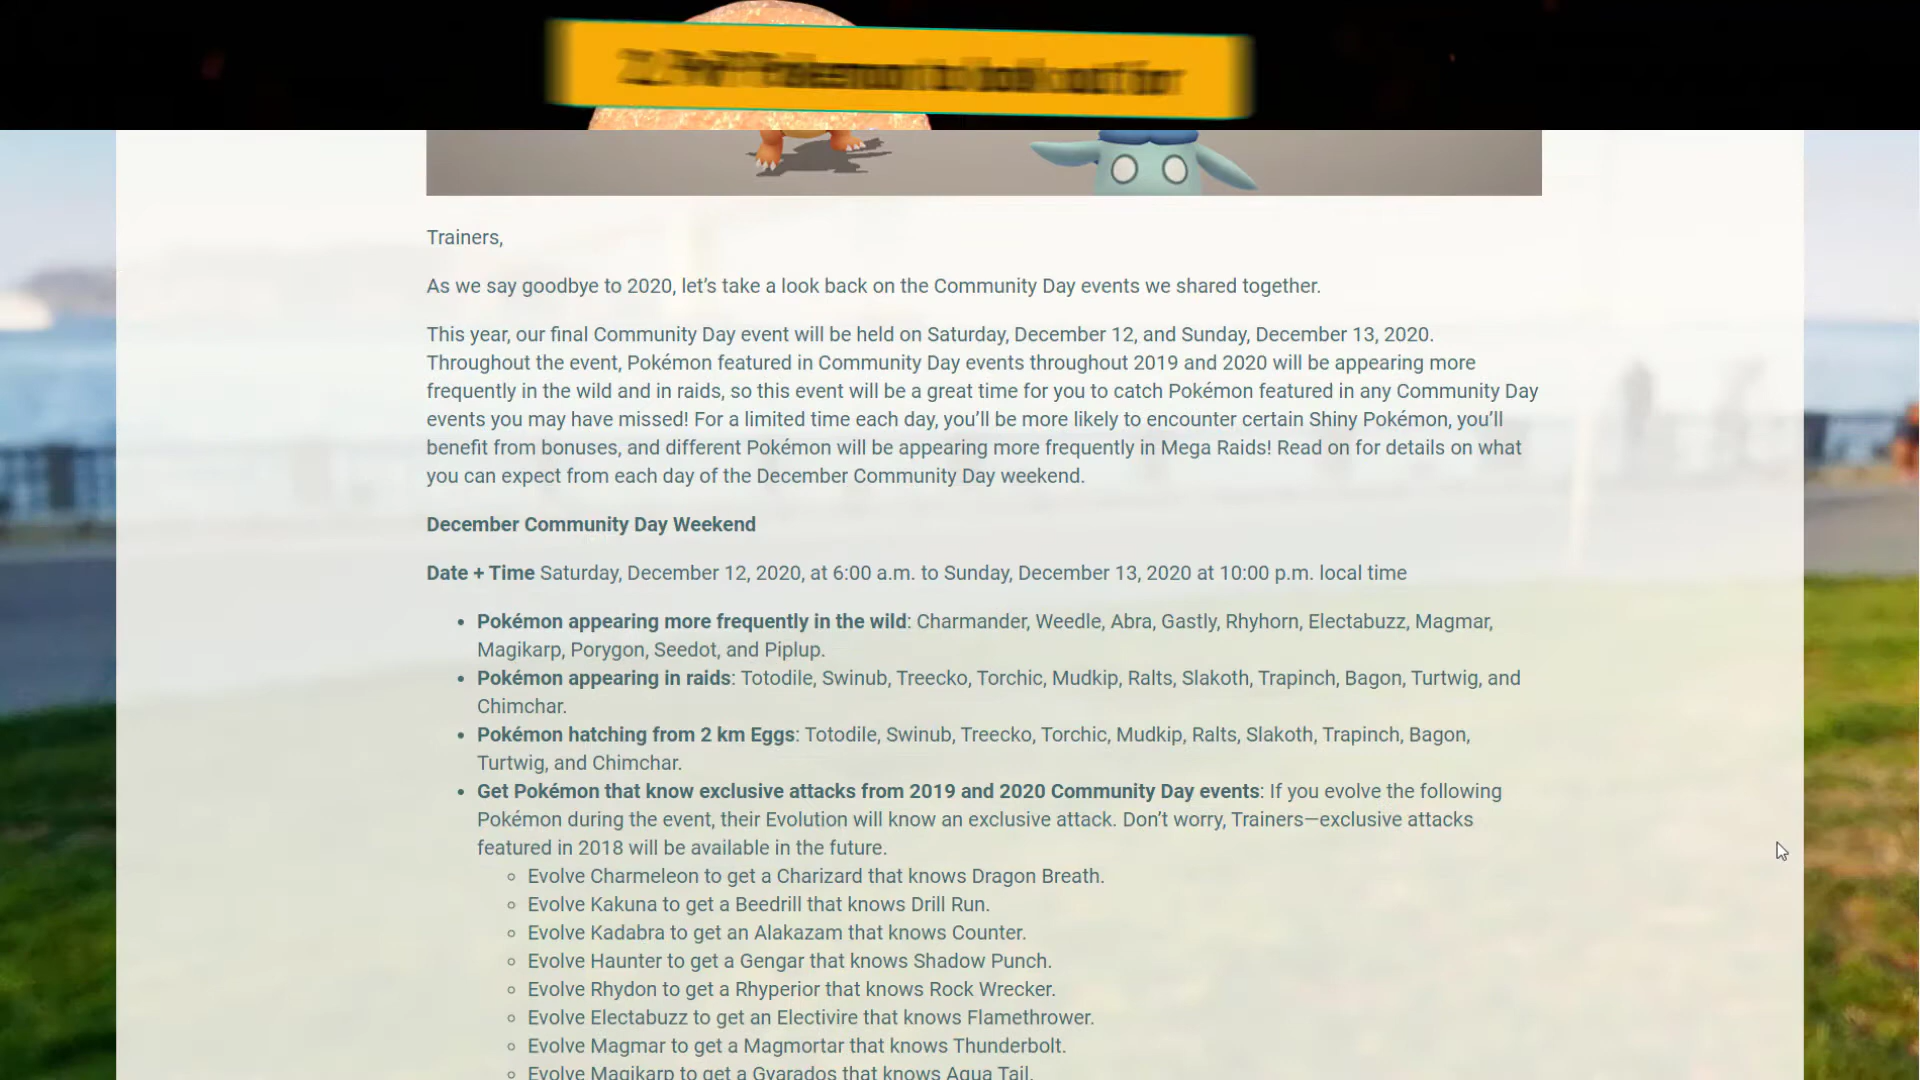 Trainers,
As we say goodbye to 2020, let’s take a look back on the Community Day events we shared together.
This year, our final Community Day event will be held on Saturday, December 12, and Sunday, December 13, 2020.
Throughout the event, Pokémon featured in Community Day events throughout 2019 and 2020 will be appearing more
frequently in the wild and in raids, so this event will be a great time for you to catch Pokémon featured in any Community Day
events you may have missed! For a limited time each day, you’ll be more likely to encounter certain Shiny Pokémon, you’ll
benefit from bonuses, and different Pokémon will be appearing more frequently in Mega Raids! Read on for details on what
you can expect from each day of the December Community Day weekend.
December Community Day Weekend
Date + Time Saturday, December 12, 2020, at 6:00 a.m. to Sunday, December 13, 2020 at 10:00 p.m. local time
• Pokémon appearing more frequently in the wild: Charmander, Weedle, Abra, Gastly, Rhyhorn, Electabuzz, Magmar,
Magikarp, Porygon, Seedot, and Piplup.
• Pokémon appearing in raids: Totodile, Swinub, Treecko, Torchic, Mudkip, Ralts, Slakoth, Trapinch, Bagon, Turtwig, and
Chimchar.
• Pokémon hatching from 2 km Eggs: Totodile, Swinub, Treecko, Torchic, Mudkip, Ralts, Slakoth, Trapinch, Bagon,
Turtwig, and Chimchar.
• Get Pokémon that know exclusive attacks from 2019 and 2020 Community Day events: If you evolve the following
Pokémon during the event, their Evolution will know an exclusive attack. Don’t worry, Trainers—exclusive attacks
featured in 2018 will be available in the future.
◦ Evolve Charmeleon to get a Charizard that knows Dragon Breath.
◦ Evolve Kakuna to get a Beedrill that knows Drill Run.
◦ Evolve Kadabra to get an Alakazam that knows Counter.
◦ Evolve Haunter to get a Gengar that knows Shadow Punch.
◦ Evolve Rhydon to get a Rhyperior that knows Rock Wrecker.
◦ Evolve Electabuzz to get an Electivire that knows Flamethrower.
◦ Evolve Magmar to get a Magmortar that knows Thunderbolt.
◦ Evolve Magikarp to get a Gyarados that knows Aqua Tail.